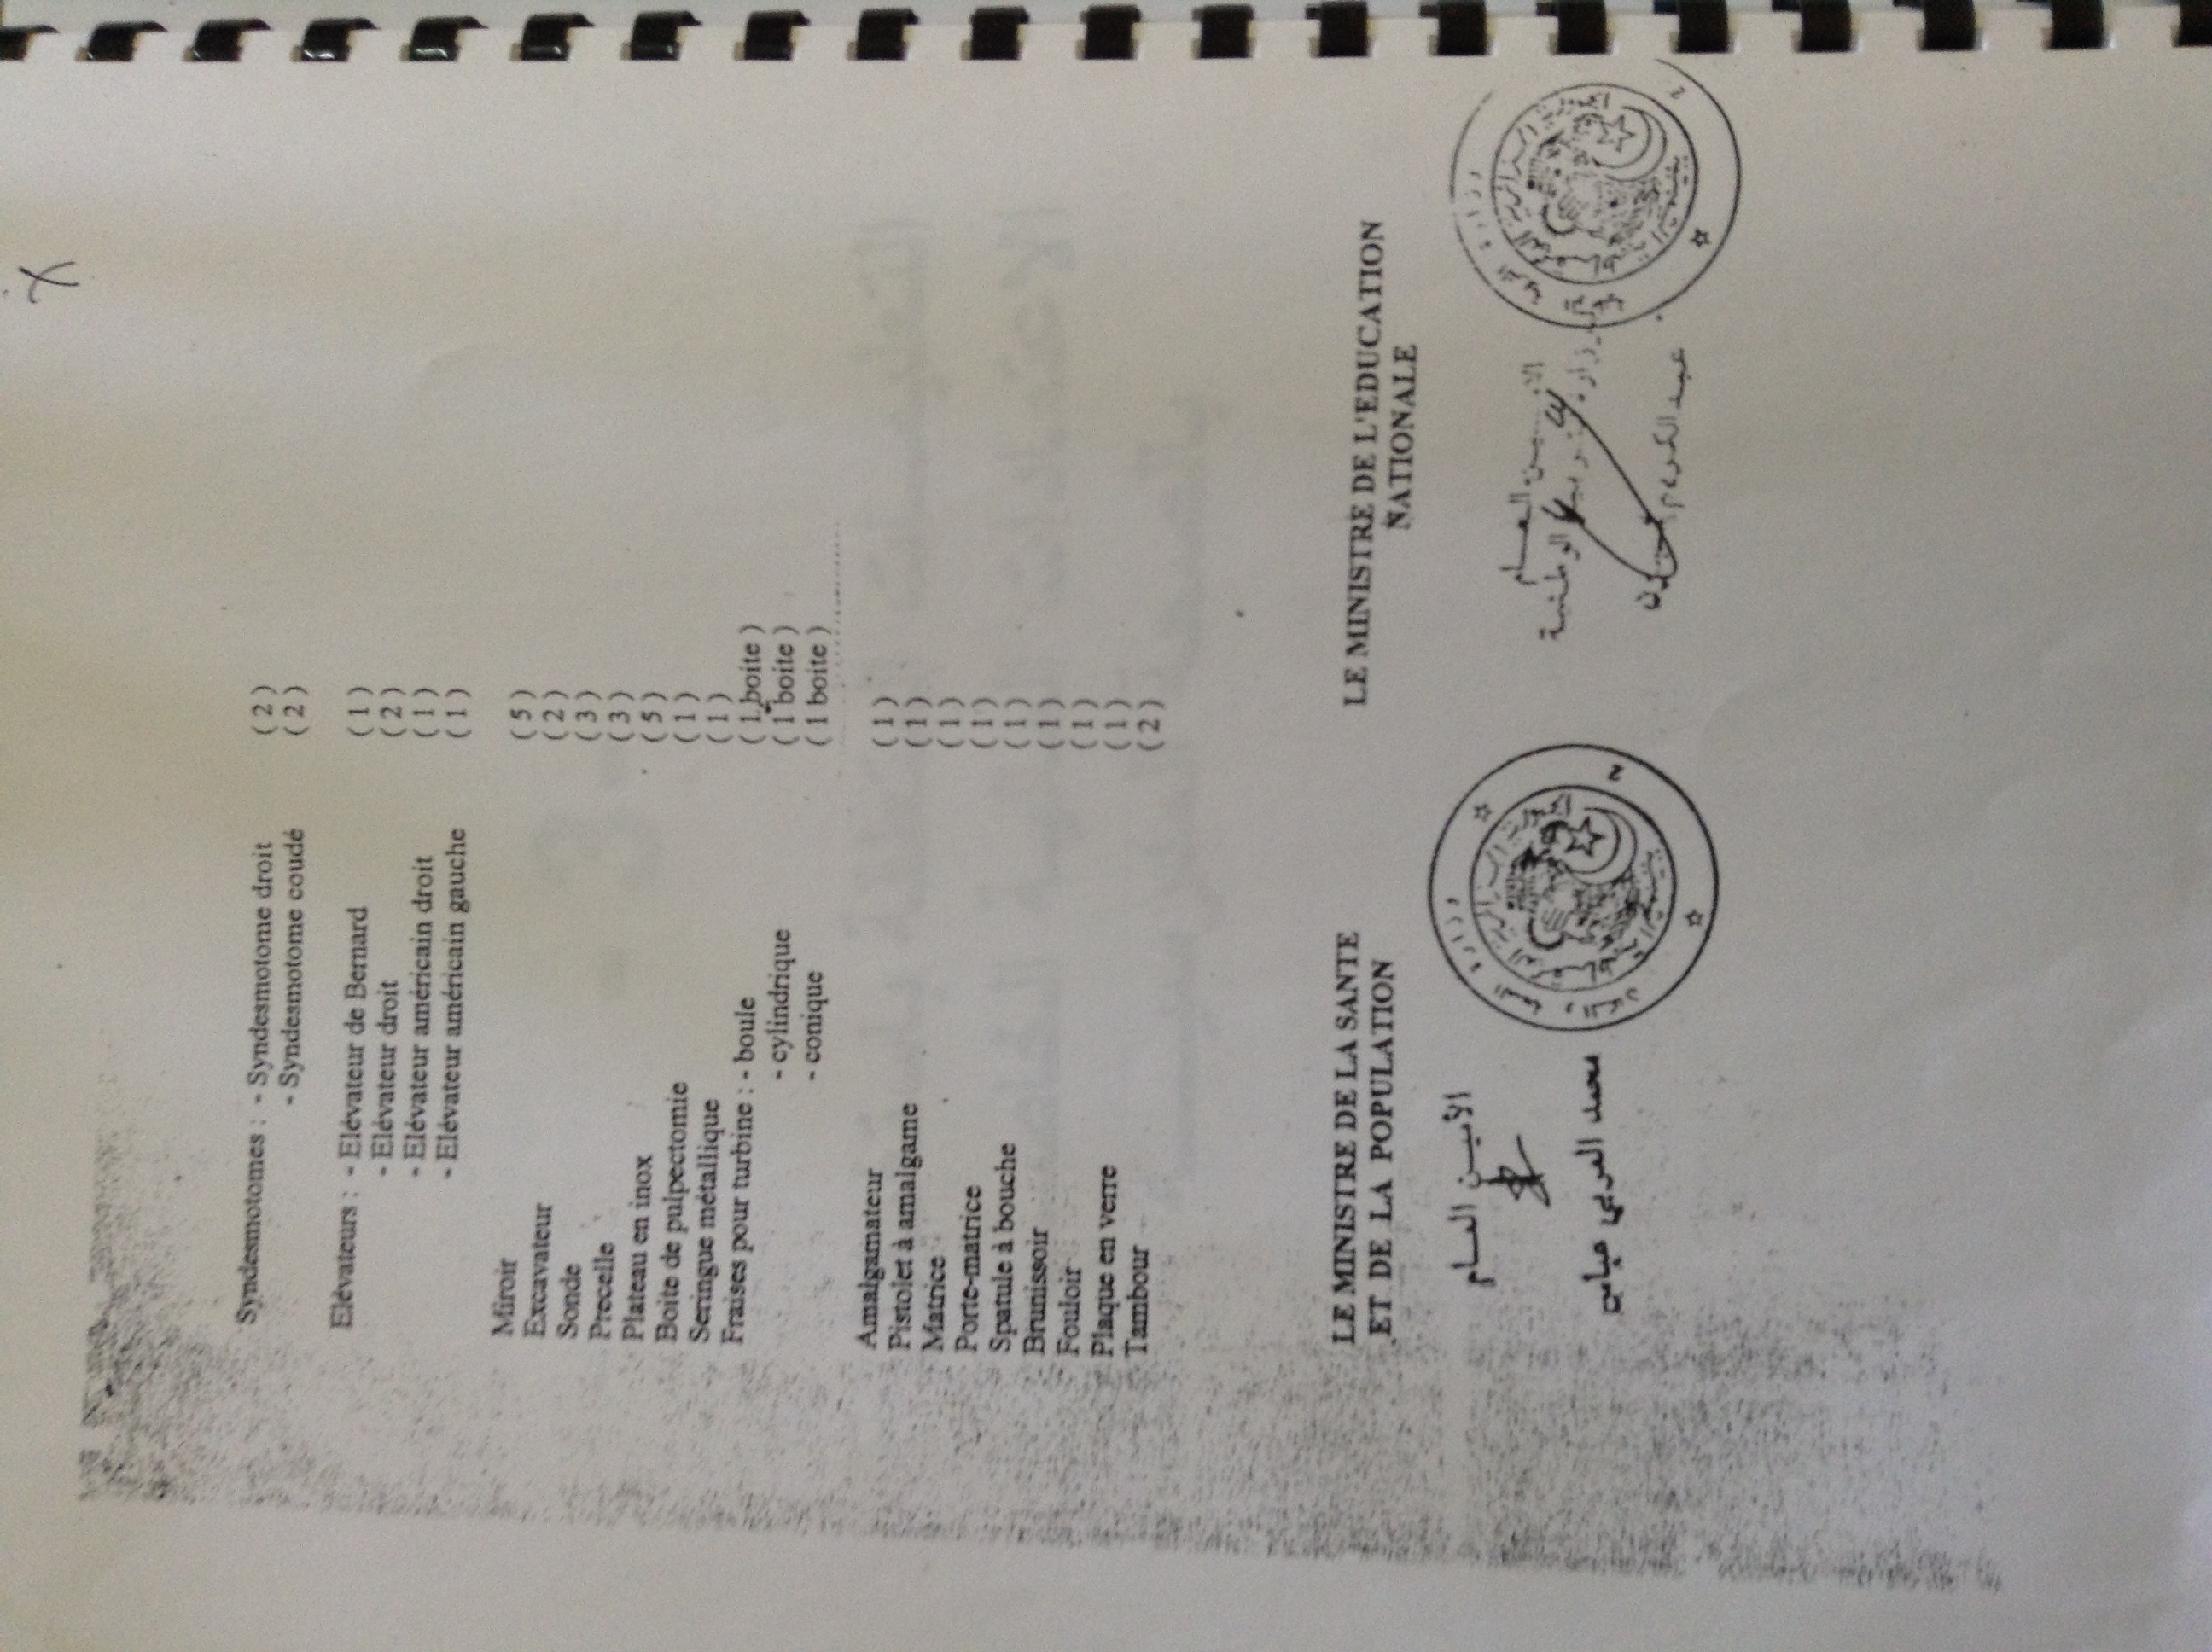 Syndesmotomes : - Syndesmotome droit ( 2 )
- Syndesmotome coudé ( 2 )
Elévateurs : - Elévateur de Bernard ( 1 )
- Elévateur droit ( 2 )
- Elévateur américain droit ( 1 )
- Elévateur américain gauche ( 1 )
Miroir ( 5 )
Excavateur ( 2 )
Sonde ( 3 )
Precelle ( 3 )
Plateau en inox ( 5 )
Boite de pulpectomie ( 1 )
Seringue métallique ( 1 )
Fraises pour turbine : - boule ( 1 boite )
- cylindrique ( 1 boite )
- conique ( 1 boite )
Amalgamateur ( 1 )
Pistolet à amalgame ( 1 )
Matrice ( 1 )
Porte-matrice ( 1 )
Spatule à bouche ( 1 )
Brunissoir ( 1 )
Fouloir ( 1 )
Plaque en verre ( 1 )
Tambour ( 2 )
LE MINISTRE DE LA SANTE
ET DE LA POPULATION
الأميـن العـام
محمد العربي عباس
LE MINISTRE DE L'EDUCATION
NATIONALE
الأميـن العـام
الوطنية
عبد الكريم